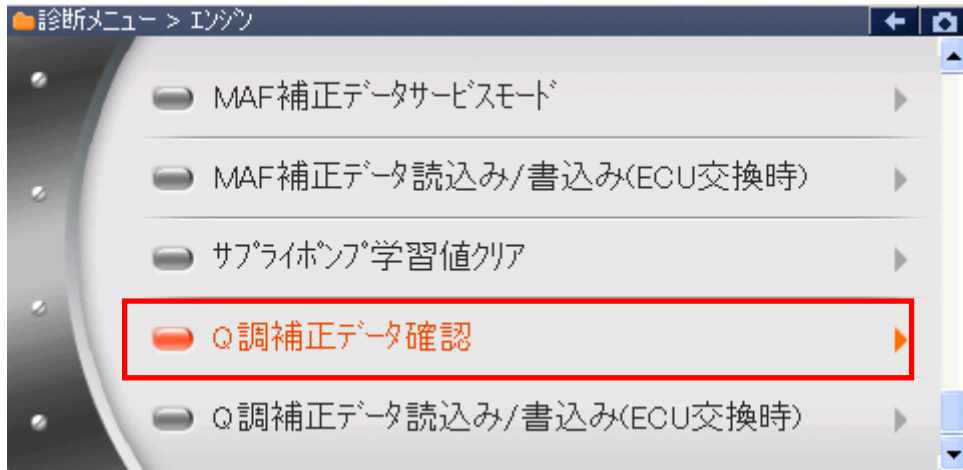 診断メニュー > エンジン
MAF補正データサービスモード
MAF補正データ読込み/書込み(ECU交換時)
サプライポンプ学習値クリア
Q調補正データ確認
Q調補正データ読込み/書込み(ECU交換時)